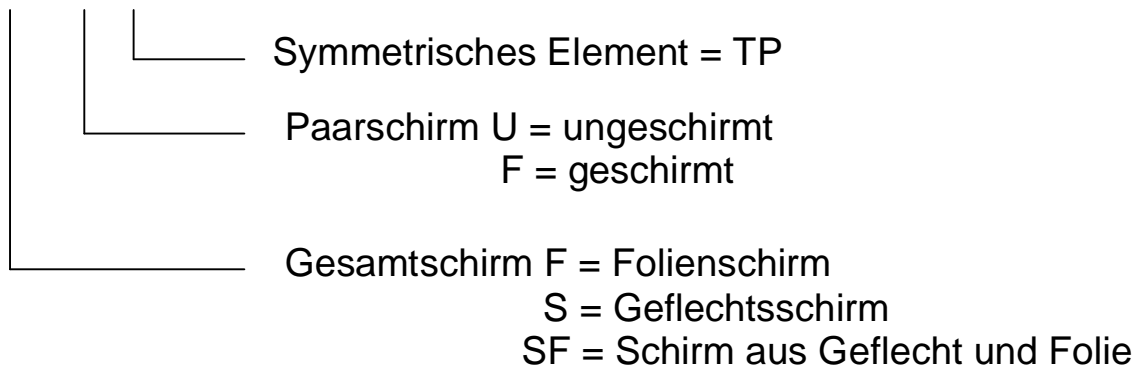 Symmetrisches Element = TP
Paarschirm U = ungeschirmt
F = geschirmt
Gesamtschirm F = Folienschirm
S = Geflechtsschirm
SF = Schirm aus Geflecht und Folie